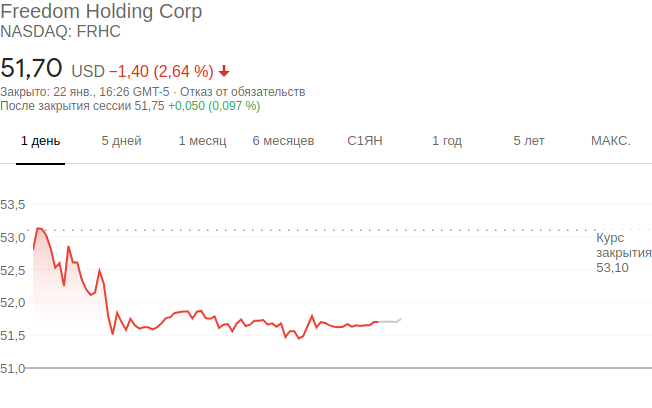 Freedom Holding Corp
NASDAQ: FRHC
51,70 USD −1,40 (2,64 %)
Закрыто: 22 янв., 16:26 GMT-5 · Отказ от обязательств
После закрытия сессии 51,75 +0,050 (0,097 %)
1 день 5 дней 1 месяц 6 месяцев С1ЯН 1 год 5 лет МАКС.
53,5
53,0
52,5
52,0
51,5
51,0
Курс
закрытия
53,10